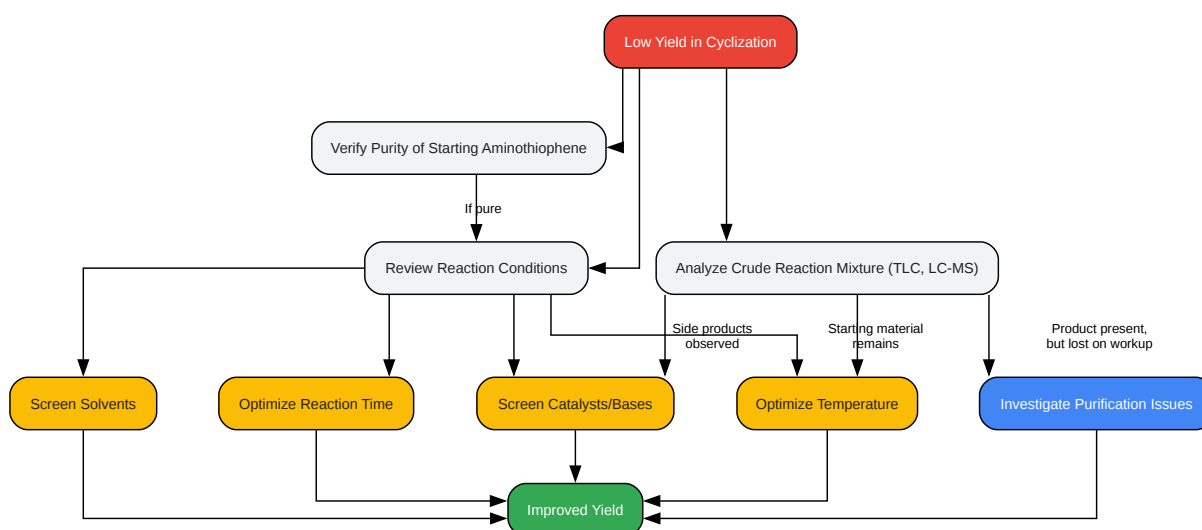 Low Yield in Cyclization
Verify Purity of Starting Aminothiophene
If pure
Review Reaction Conditions
Analyze Crude Reaction Mixture (TLC, LC-MS)
Side products
observed
Starting material
remains
Product present,
but lost on workup
Screen Solvents
Optimize Reaction Time
Screen Catalysts/Bases
Optimize Temperature
Investigate Purification Issues
Improved Yield